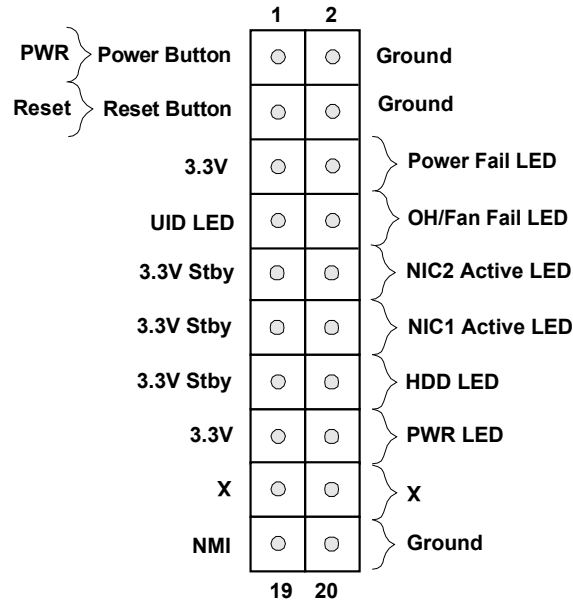 1 2
PWR Power Button Ground
Reset Reset Button Ground
3.3V Power Fail LED
UID LED OH/Fan Fail LED
3.3V Stby NIC2 Active LED
3.3V Stby NIC1 Active LED
3.3V Stby HDD LED
3.3V PWR LED
X X
NMI Ground
19 20